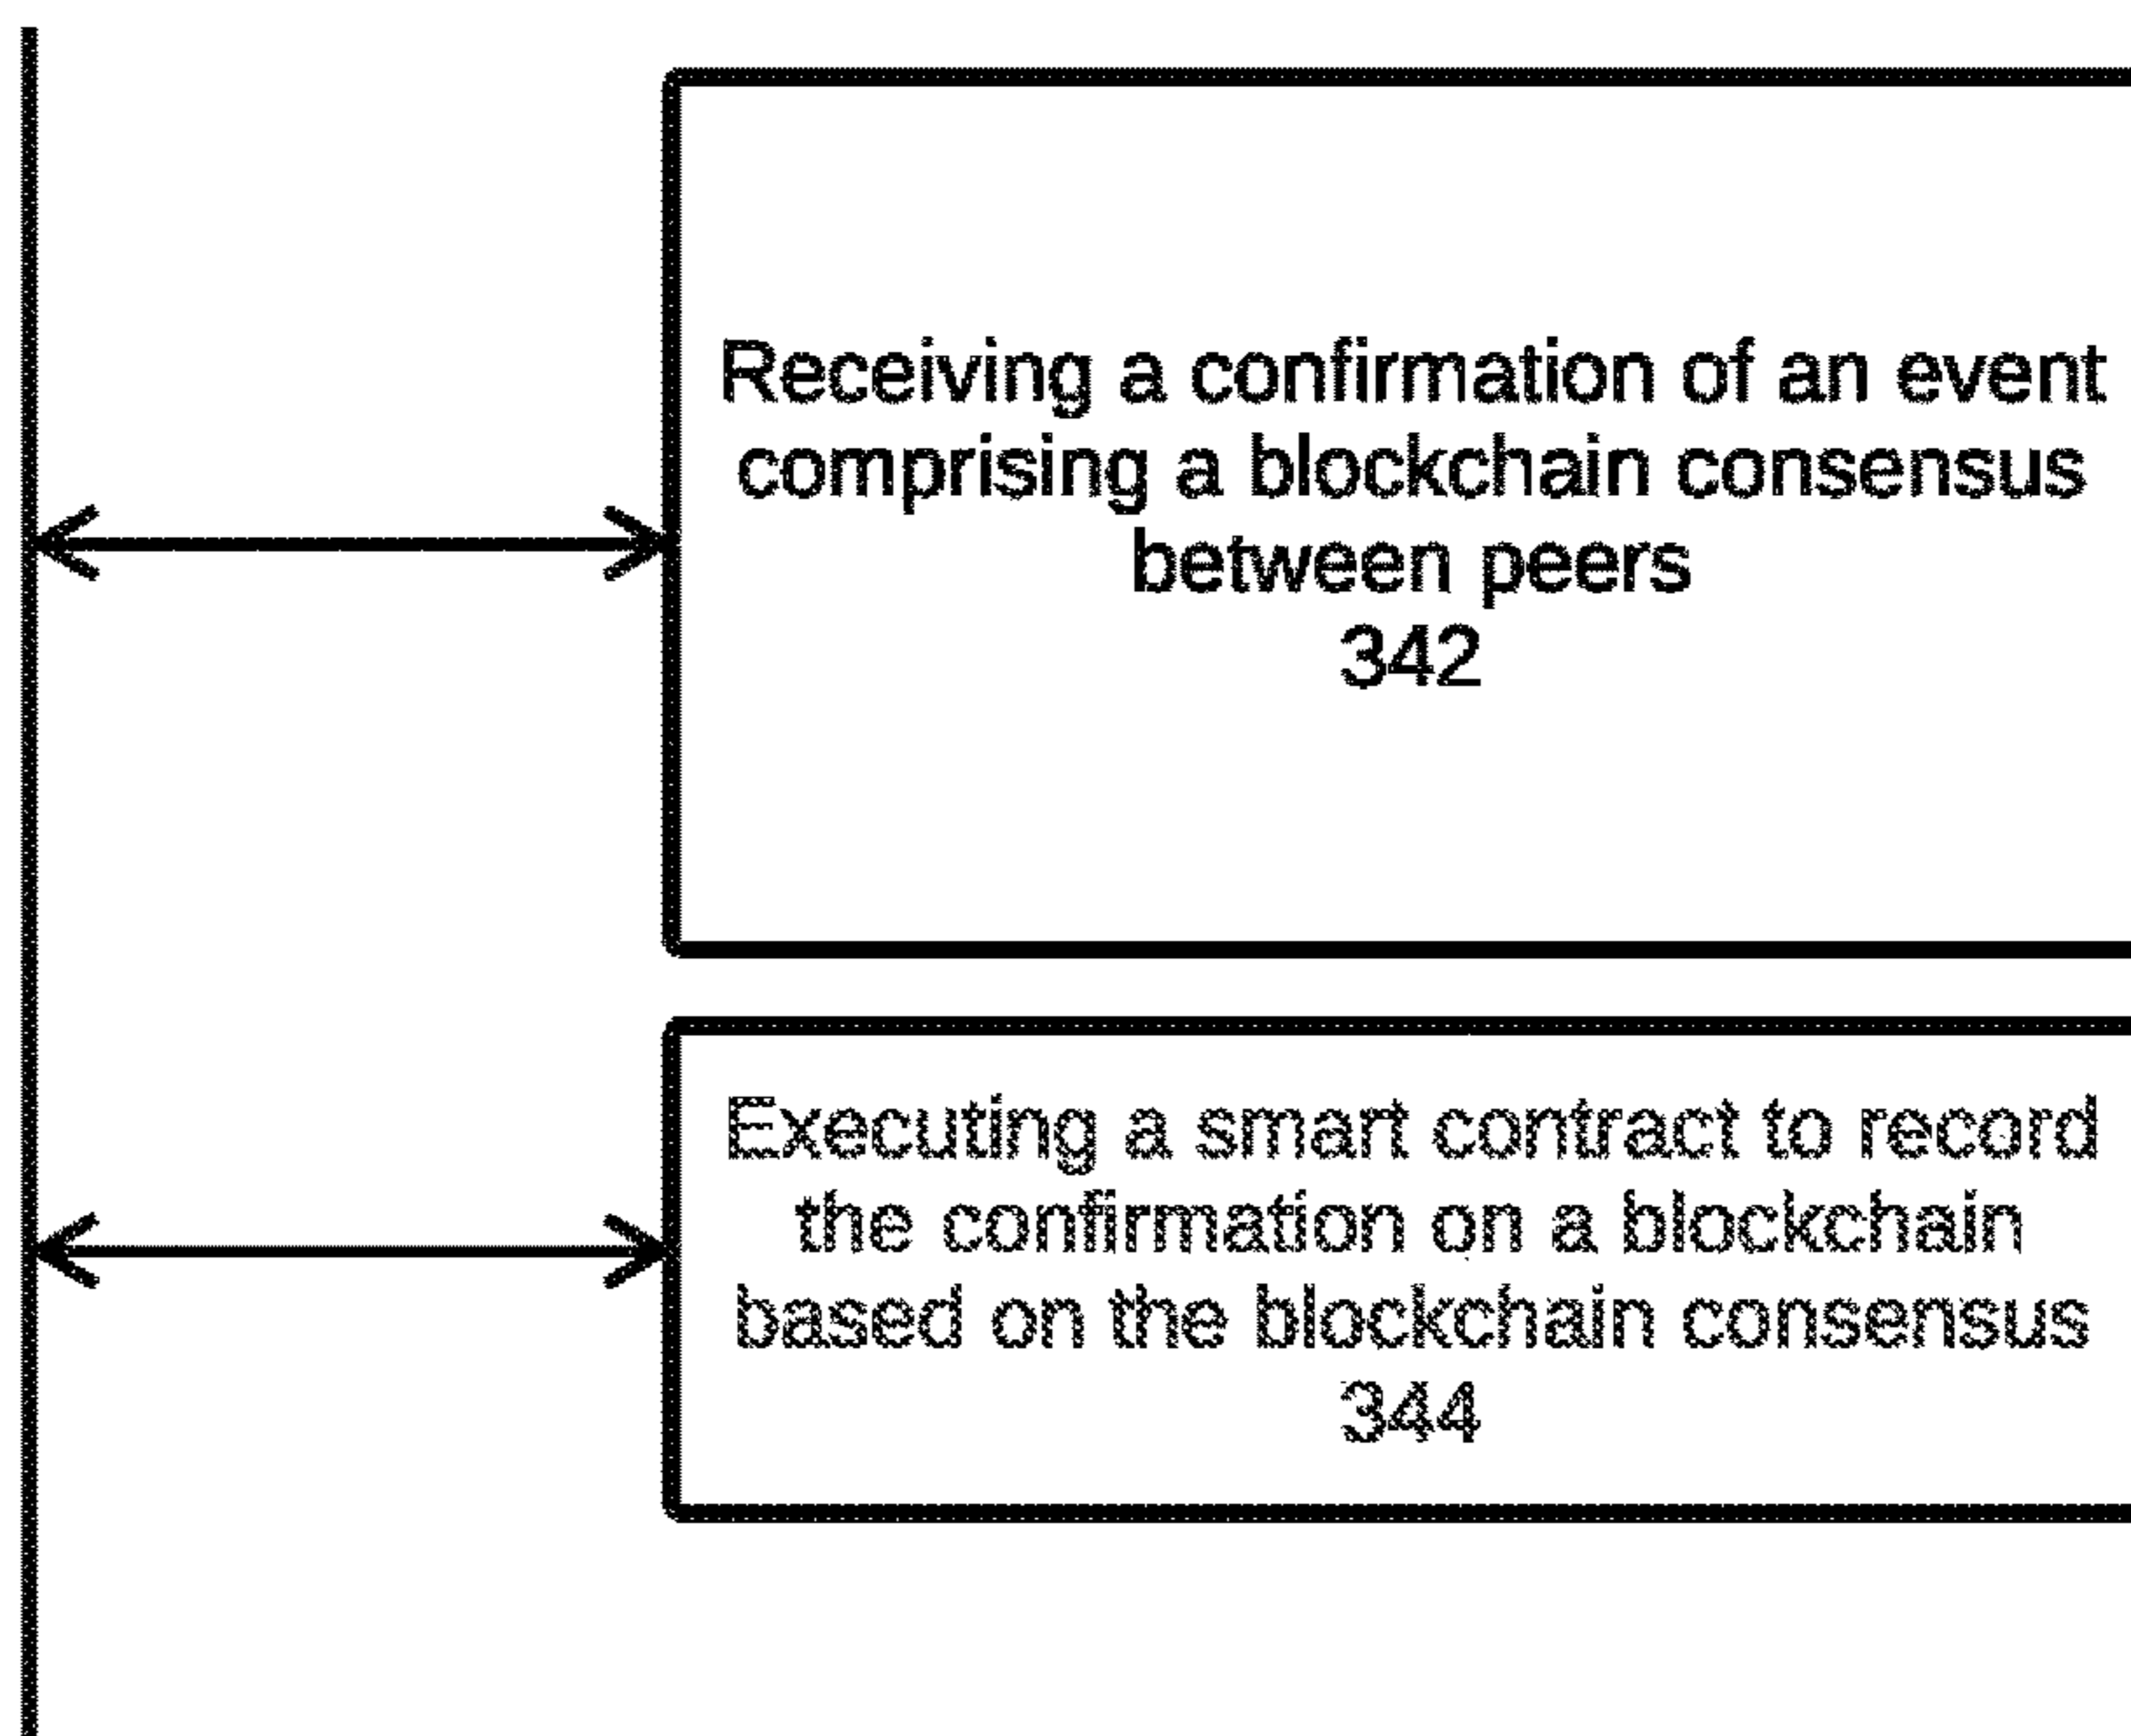 Receiving a confirmation of an event
comprising a blockchain consensus
between peers
342
Executing a smart contract to record
the confirmation on a blockchain
based on the blockchain consensus
344